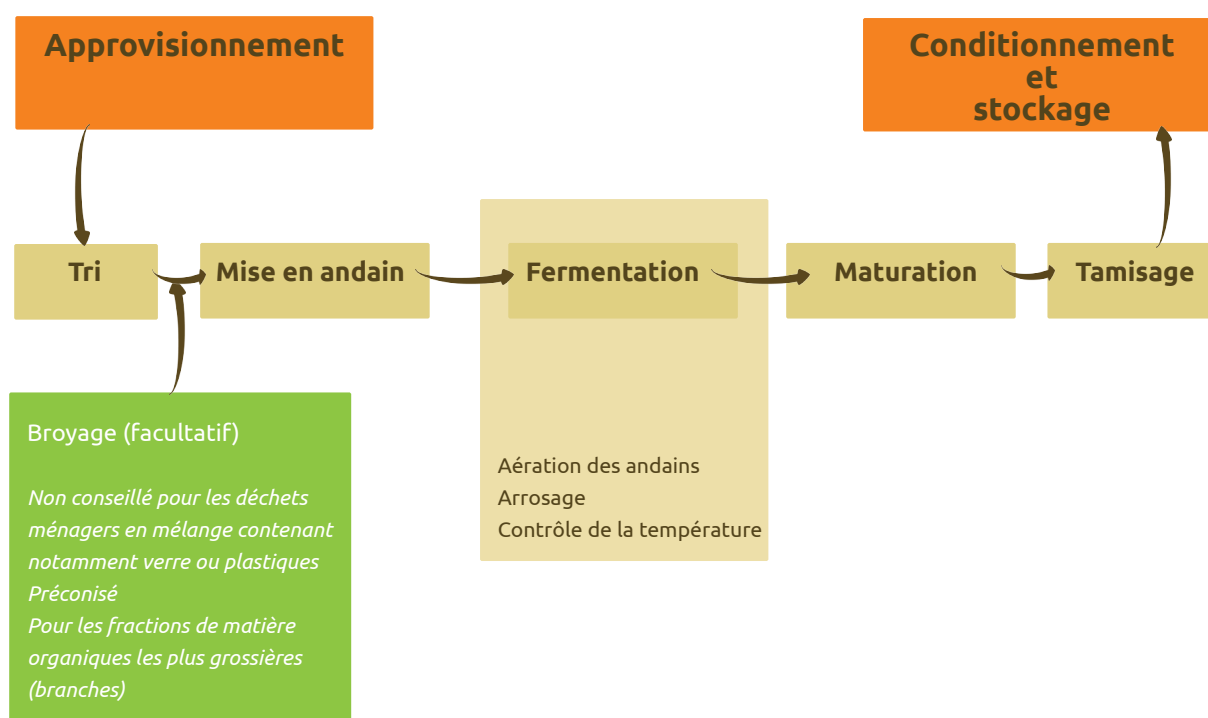 Approvisionnement
Conditionnement
et
stockage
Tri
Mise en andain
Fermentation
Maturation
Tamisage
Broyage (facultatif)
Non conseillé pour les déchets
ménagers en mélange contenant
notamment verre ou plastiques
Préconisé
Pour les fractions de matière
organiques les plus grossières
(branches)
Aération des andains
Arrosage
Contrôle de la température